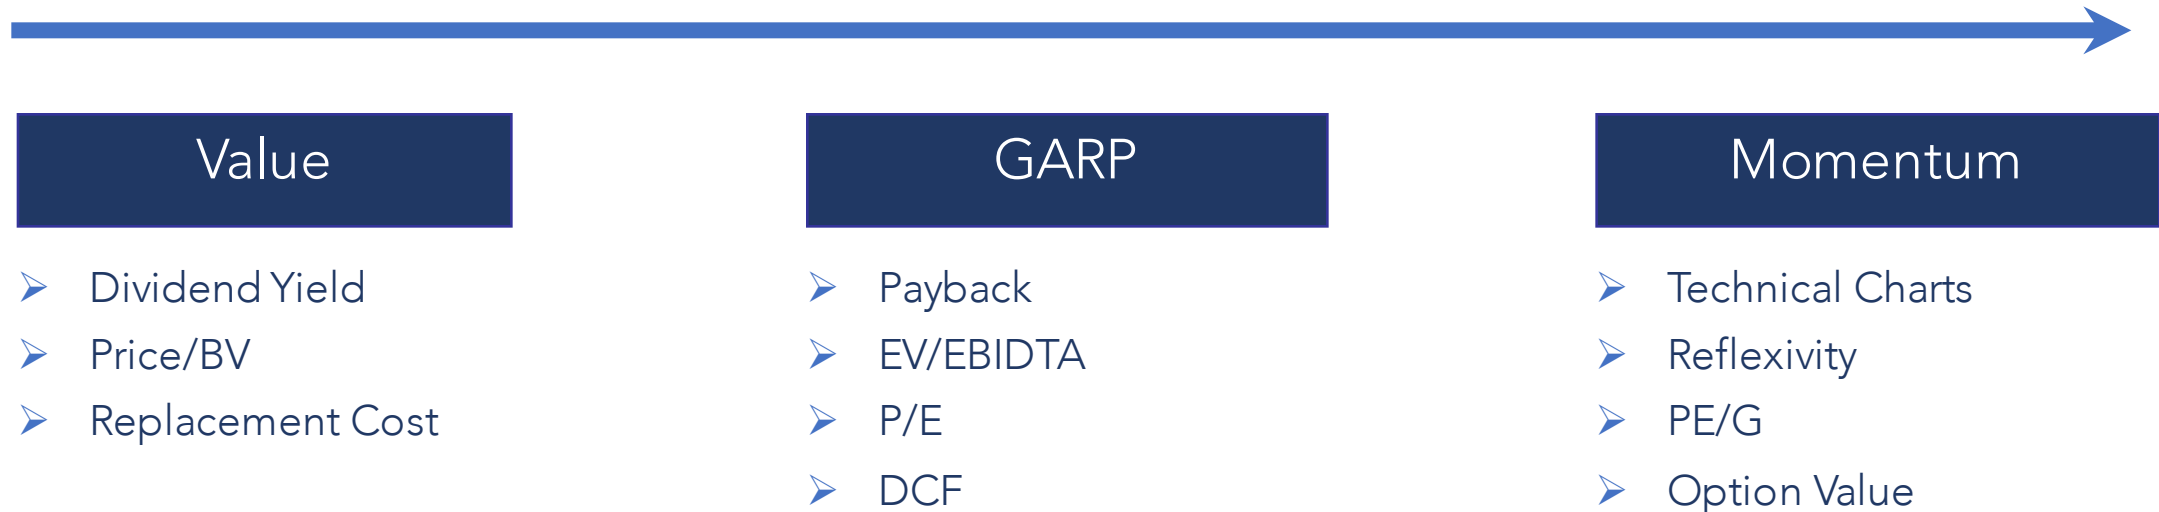 Value
Dividend Yield
Price/BV
Replacement Cost
GARP
Payback
EV/EBIDTA
P/E
DCF
Momentum
Technical Charts
Reflexivity
PE/G
Option Value